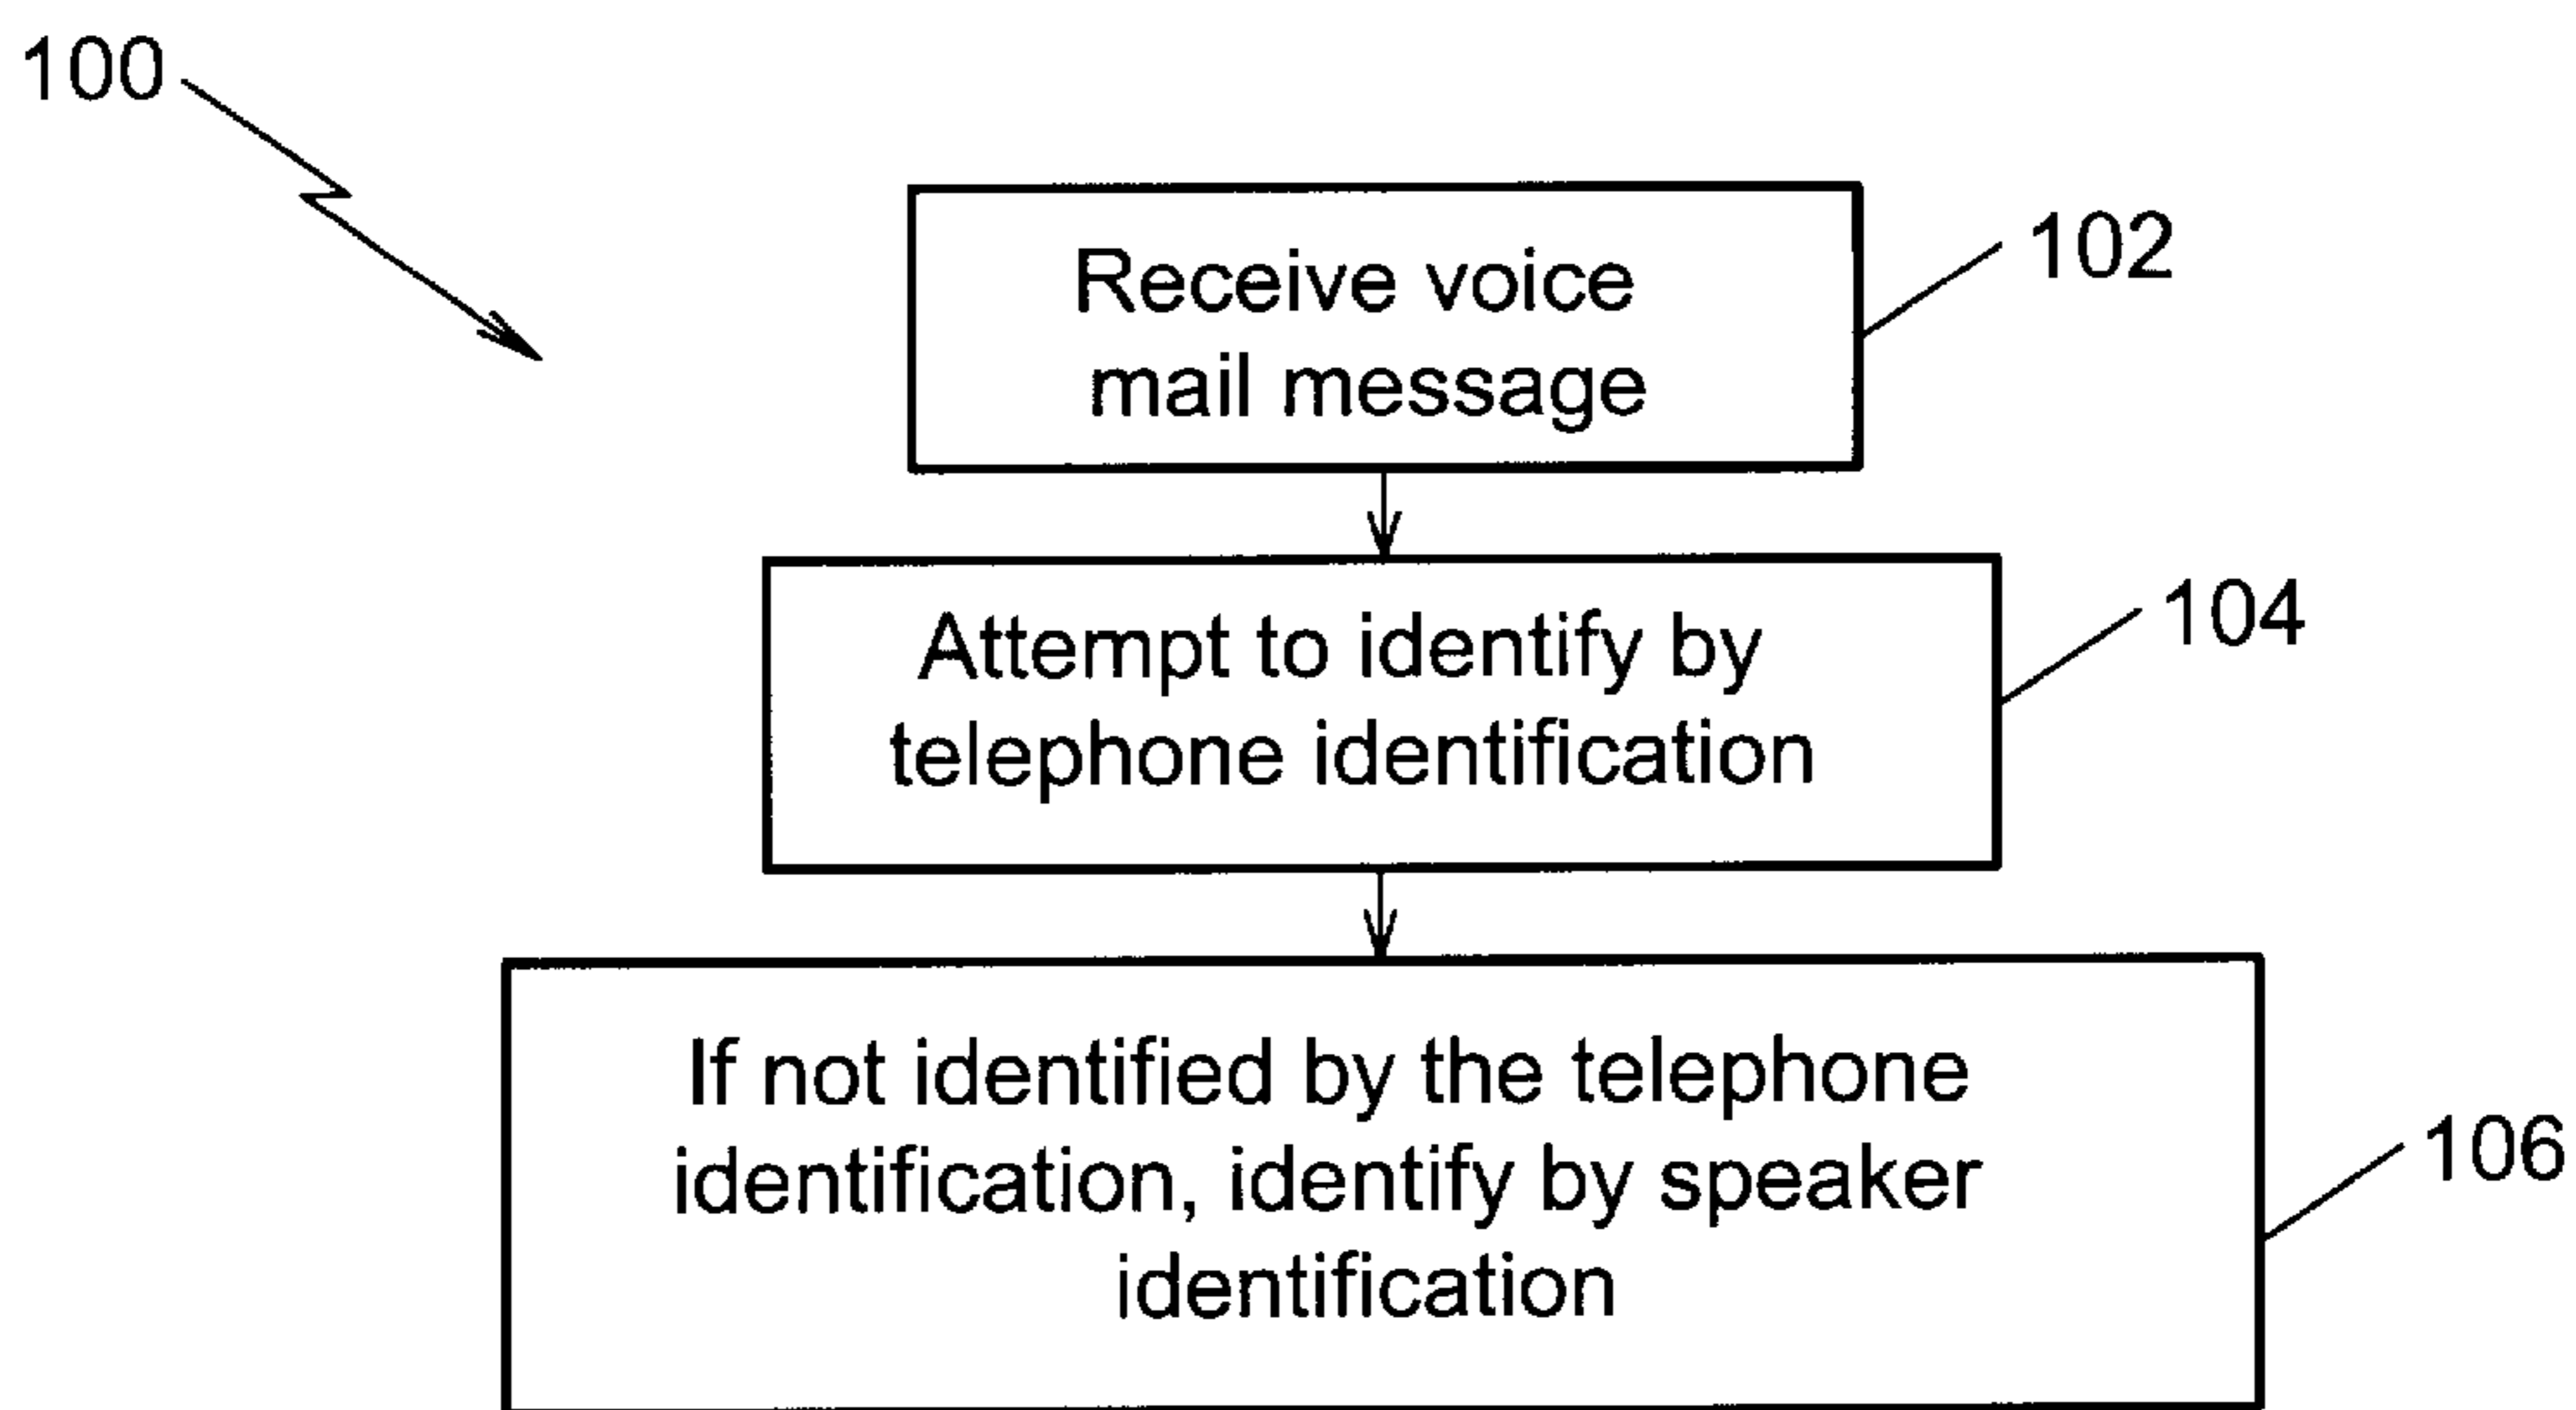 100
Receive voice
mail message
102
Attempt to identify by
telephone identification
104
If not identified by the telephone
identification, identify by speaker
identification
106